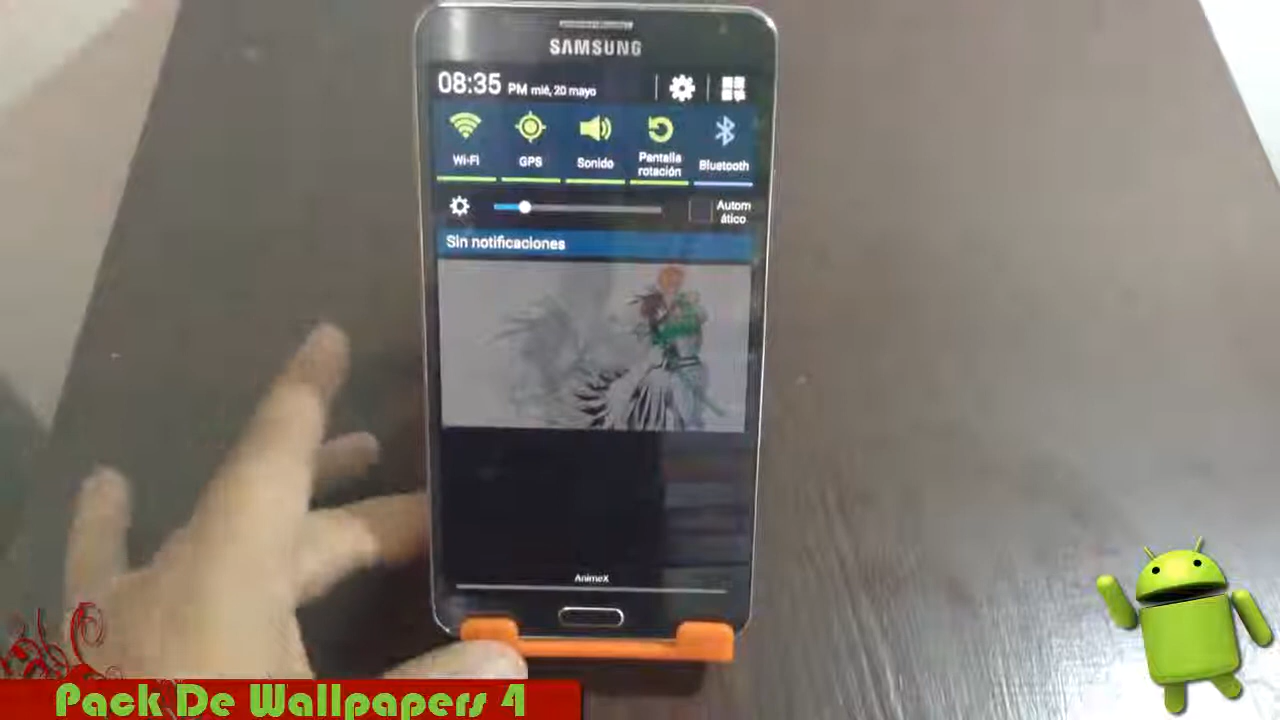 SAMSUNG
08:35 PM mié, 20 mayo
Wi-Fi
GPS
Sonido
Pantalla
rotación
Bluetooth
Autom
ático
Sin notificaciones
AnimeX
Pack De Wallpapers 4